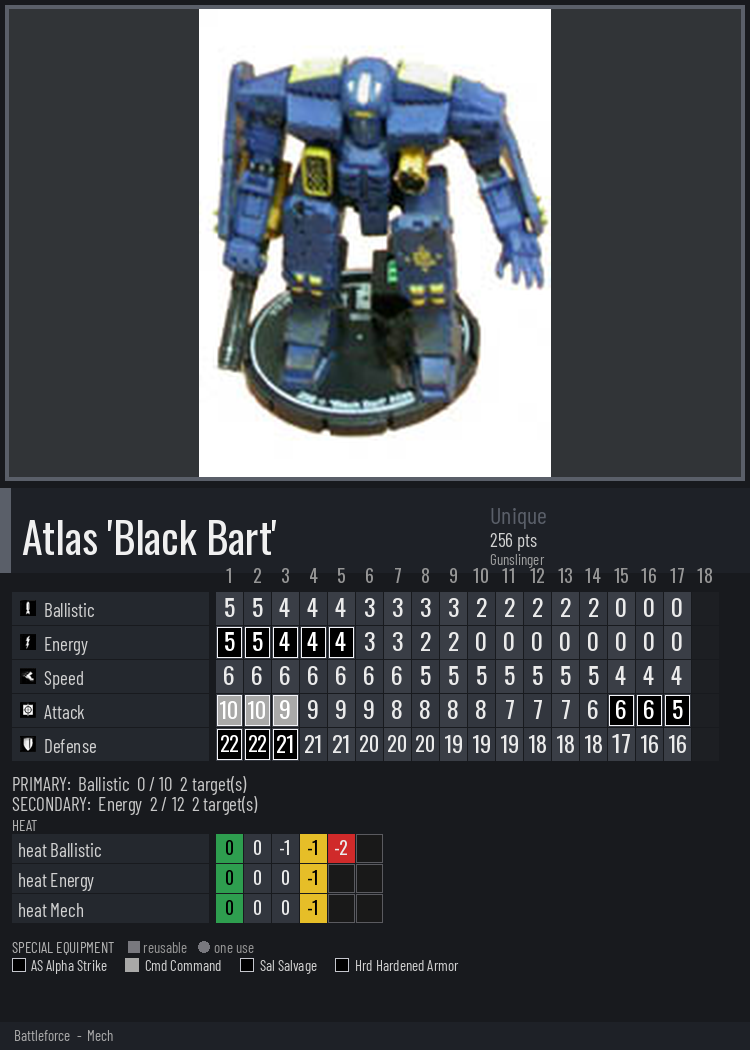 "Black Bart" Atlas
Atlas 'Black Bart'
Unique
256 pts
Gunslinger
1 2 3 4 5 6 7 8 9 10 11 12 13 14 15 16 17 18
Ballistic 5 5 4 4 4 3 3 3 3 2 2 2 2 2 0 0 0
Energy 5 5 4 4 4 3 3 2 2 0 0 0 0 0 0 0 0
Speed 6 6 6 6 6 6 6 5 5 5 5 5 5 5 4 4 4
Attack 10 10 9 9 9 9 8 8 8 8 7 7 7 6 6 6 5
Defense 22 22 21 21 21 20 20 20 19 19 19 18 18 18 17 16 16
PRIMARY: Ballistic 0 / 10 2 target(s)
SECONDARY: Energy 2 / 12 2 target(s)
HEAT
heat Ballistic 0 0 -1 -1 -2
heat Energy 0 0 0 -1
heat Mech 0 0 0 -1
SPECIAL EQUIPMENT reusable one use
AS Alpha Strike Cmd Command Sal Salvage Hrd Hardened Armor
Battleforce - Mech